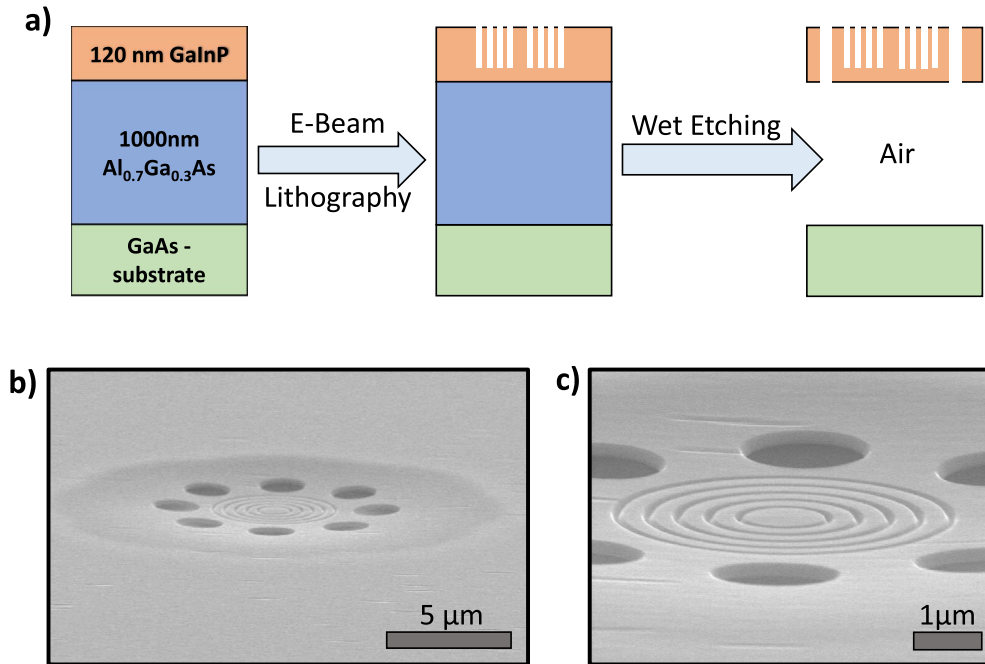 a)
120 nm GaInP
1000nm
Al₀.₇Ga₀.₃As
GaAs -
substrate
E-Beam
Lithography
Wet Etching
Air
b)
5 μm
c)
1μm